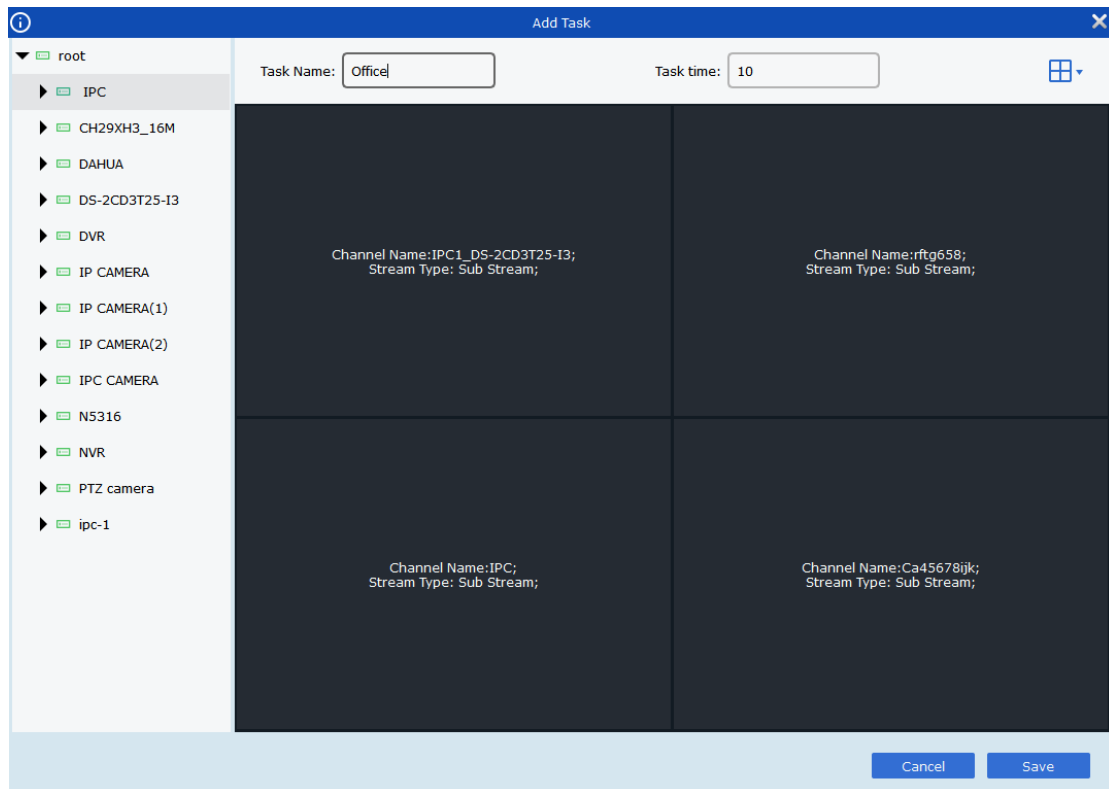 Add Task
root
IPC
CH29XH3_16M
DAHUA
DS-2CD3T25-I3
DVR
IP CAMERA
IP CAMERA(1)
IP CAMERA(2)
IPC CAMERA
N5316
NVR
PTZ camera
ipc-1
Task Name: Office
Task time: 10
Channel Name:IPC1_DS-2CD3T25-I3;
Stream Type: Sub Stream;
Channel Name:rftg658;
Stream Type: Sub Stream;
Channel Name:IPC;
Stream Type: Sub Stream;
Channel Name:Ca45678ijk;
Stream Type: Sub Stream;
Cancel
Save